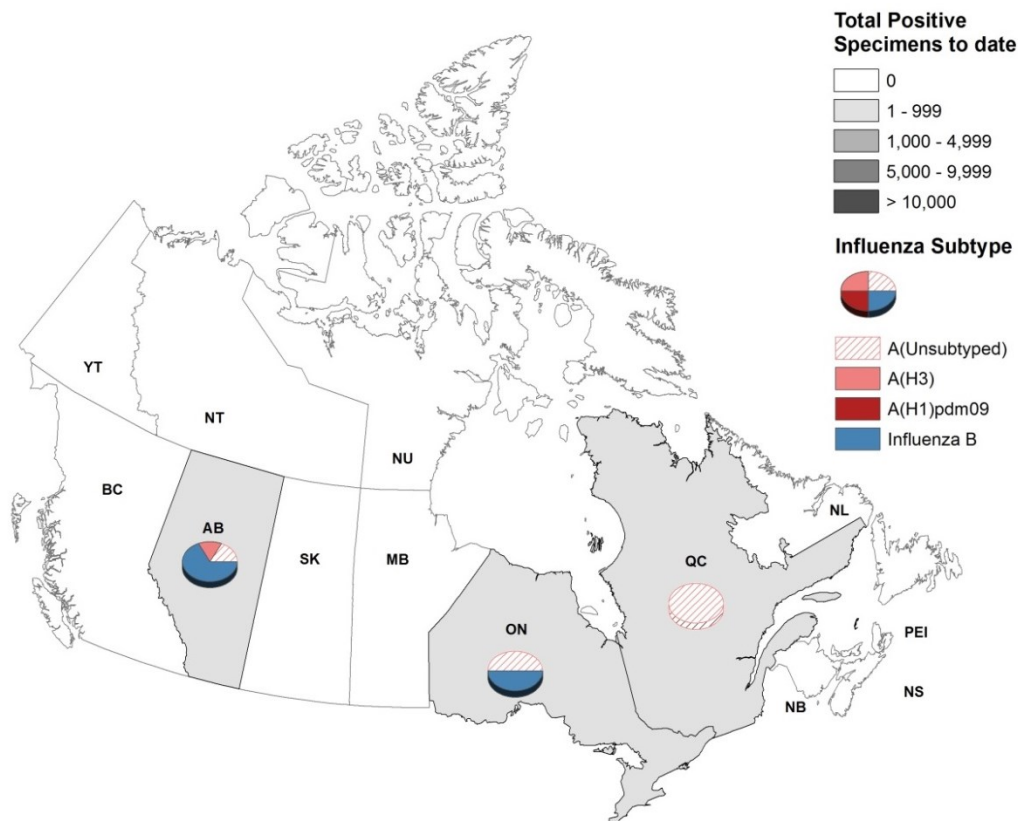 Total Positive
Specimens to date
0
1 - 999
1,000 - 4,999
5,000 - 9,999
> 10,000
Influenza Subtype
A(Unsubtyped)
A(H3)
A(H1)pdm09
Influenza B
YT
NT
NU
BC
AB
SK
MB
ON
QC
NL
PEI
NS
NB